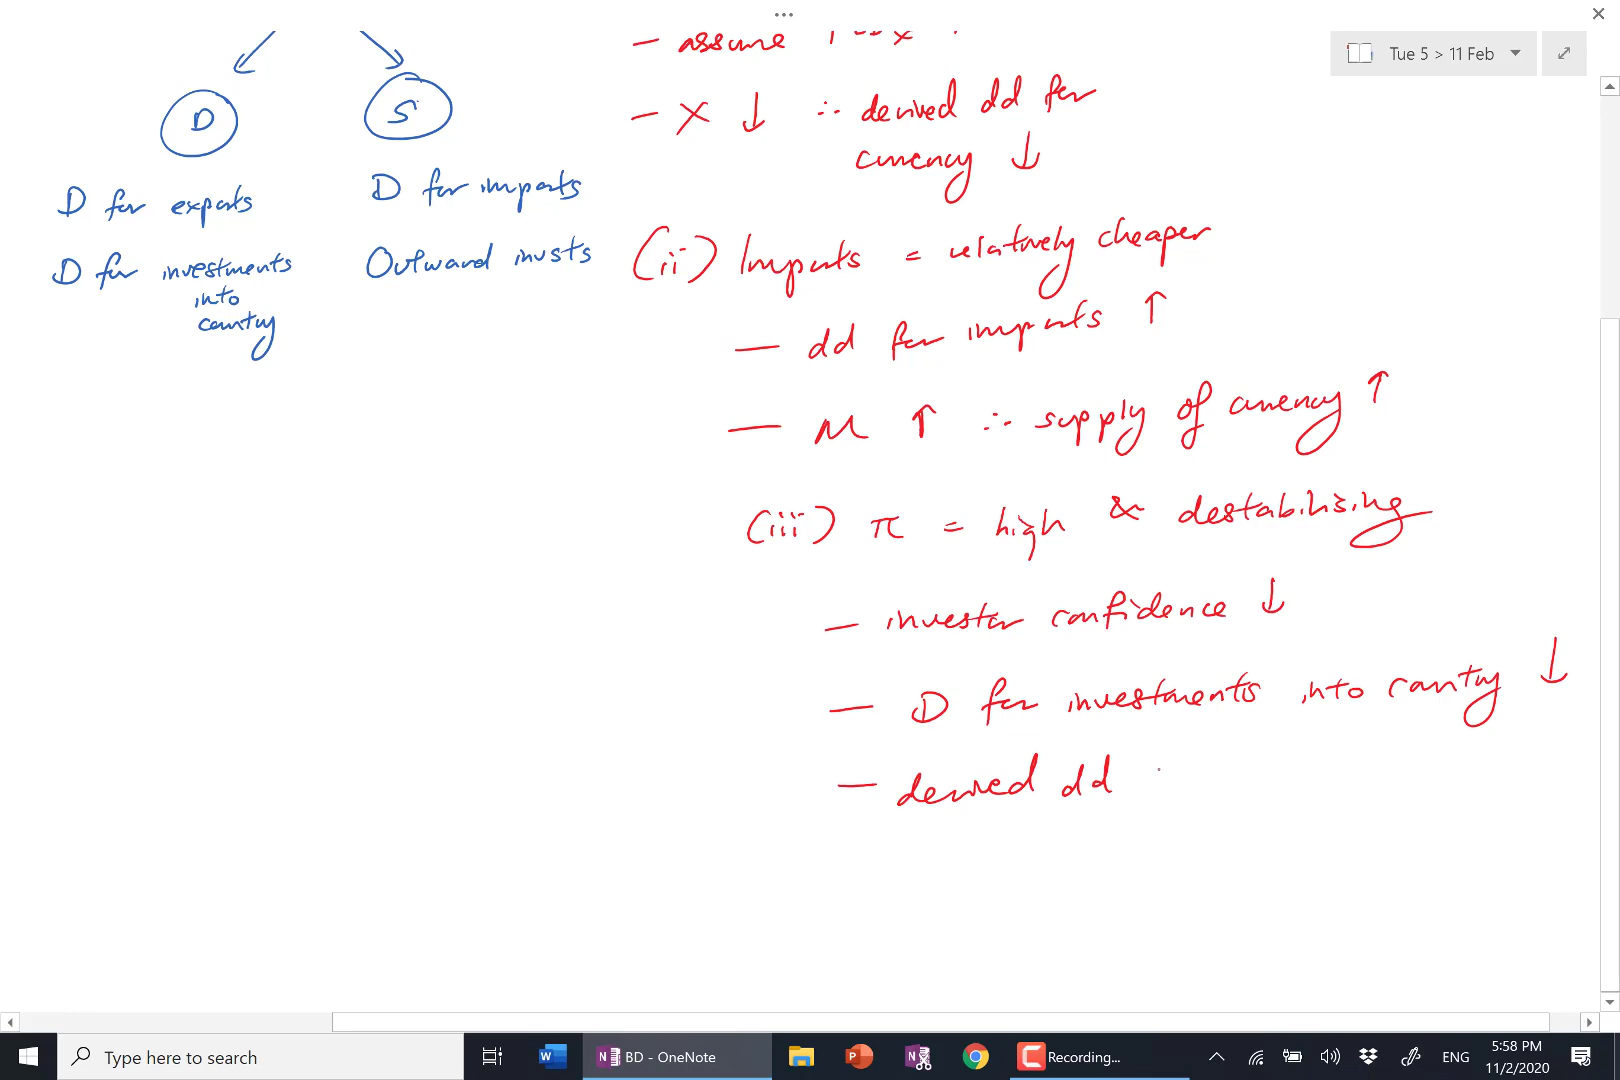 Tue 5 > 11 Feb
D
S
D for exports
D for investments
into
country
D for imports
Outward invsts
– assume
– X ↓ ∴ derived dd for
currency ↓
(ii) Imports = relatively cheaper
– dd for imports ↑
– M ↑ ∴ supply of currency ↑
(iii) π = high & destabilising
– investor confidence ↓
– D for investments into country ↓
– derived dd
Type here to search
BD - OneNote
Recording...
ENG
5:58 PM
11/2/2020